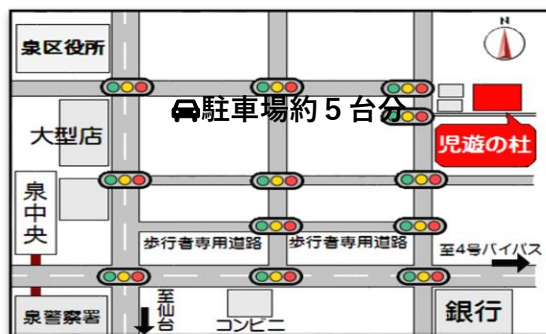 泉区役所
N
🚘駐車場約5台分
大型店
児遊の杜
泉中央
歩行者専用道路
歩行者専用道路
至4号バイパス
泉警察署
至仙台
コンビニ
銀行